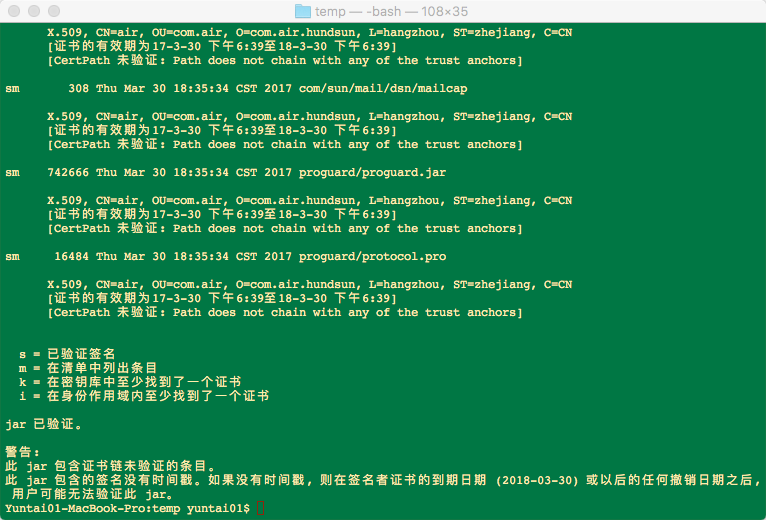 temp — -bash — 108×35
X.509, CN=air, OU=com.air, O=com.air.hundsun, L=hangzhou, ST=zhejiang, C=CN
[证书的有效期为17-3-30 下午6:39至18-3-30 下午6:39]
[CertPath 未验证: Path does not chain with any of the trust anchors]
sm 308 Thu Mar 30 18:35:34 CST 2017 com/sun/mail/dsn/mailcap
X.509, CN=air, OU=com.air, O=com.air.hundsun, L=hangzhou, ST=zhejiang, C=CN
[证书的有效期为17-3-30 下午6:39至18-3-30 下午6:39]
[CertPath 未验证: Path does not chain with any of the trust anchors]
sm 742666 Thu Mar 30 18:35:34 CST 2017 proguard/proguard.jar
X.509, CN=air, OU=com.air, O=com.air.hundsun, L=hangzhou, ST=zhejiang, C=CN
[证书的有效期为17-3-30 下午6:39至18-3-30 下午6:39]
[CertPath 未验证: Path does not chain with any of the trust anchors]
sm 16484 Thu Mar 30 18:35:34 CST 2017 proguard/protocol.pro
X.509, CN=air, OU=com.air, O=com.air.hundsun, L=hangzhou, ST=zhejiang, C=CN
[证书的有效期为17-3-30 下午6:39至18-3-30 下午6:39]
[CertPath 未验证: Path does not chain with any of the trust anchors]
s = 已验证签名
m = 在清单中列出条目
k = 在密钥库中至少找到了一个证书
i = 在身份作用域内至少找到了一个证书
jar 已验证。
警告:
此 jar 包含证书链未验证的条目。
此 jar 包含的签名没有时间戳。如果没有时间戳, 则在签名者证书的到期日期 (2018-03-30) 或以后的任何撤销日期之后,
用户可能无法验证此 jar。
Yuntai01-MacBook-Pro:temp yuntai01$